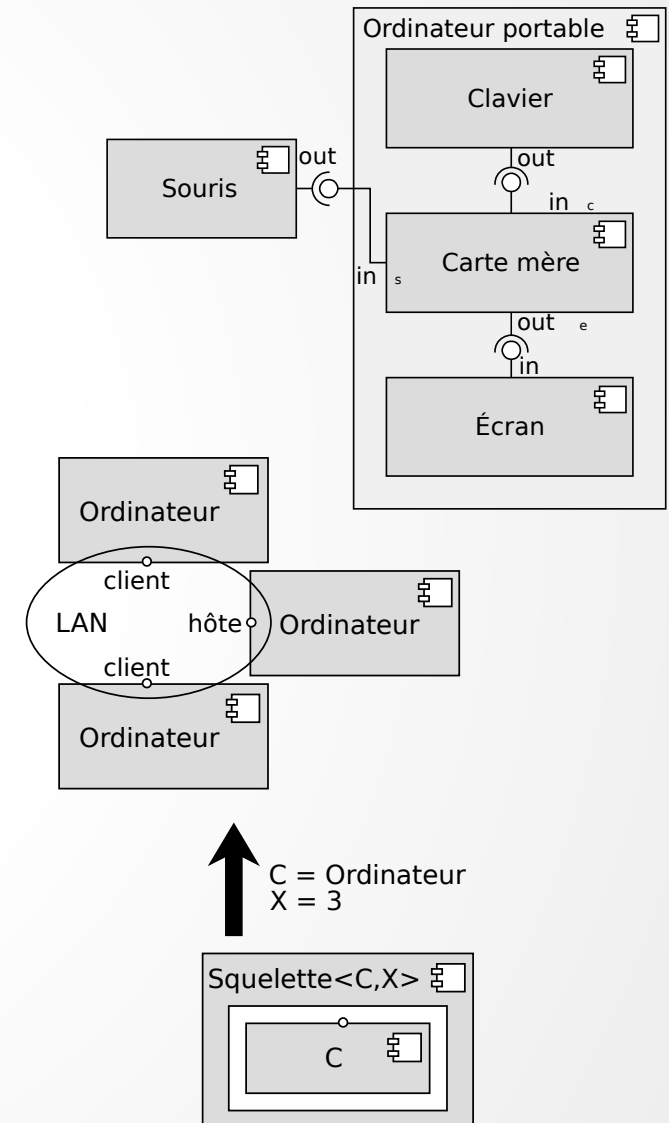 Ordinateur portable
Clavier
out
out
Souris
in c
Carte mère
in s
out e
in
Écran
Ordinateur
client
LAN
hôte
Ordinateur
client
Ordinateur
C = Ordinateur
X = 3
Squelette<C,X>
C